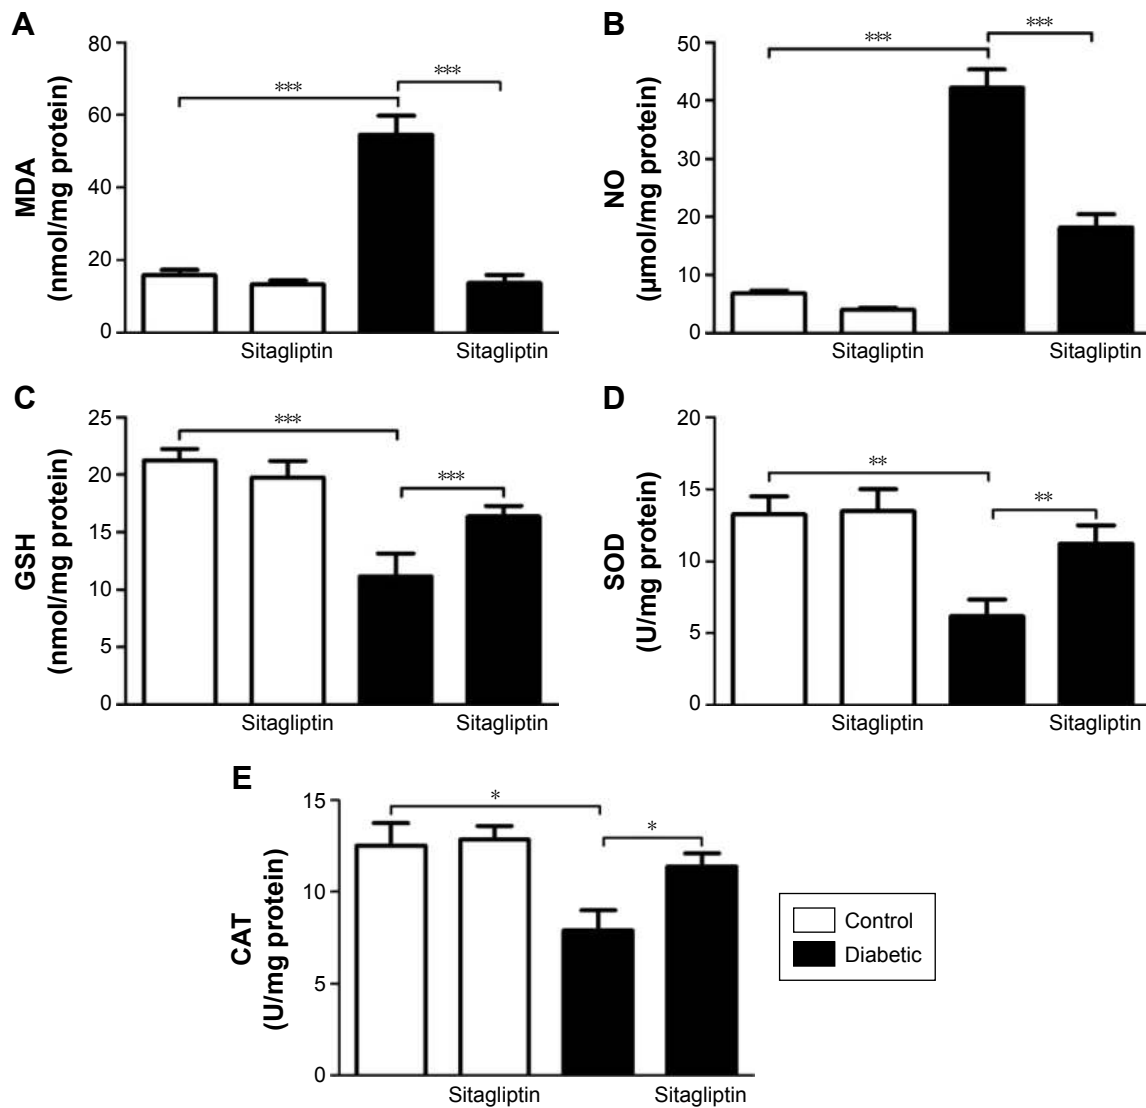 A
MDA
(nmol/mg protein)
80
60
40
20
0
***
***
Sitagliptin
Sitagliptin
B
NO
(µmol/mg protein)
50
40
30
20
10
0
***
***
Sitagliptin
Sitagliptin
C
GSH
(nmol/mg protein)
25
20
15
10
5
0
***
***
Sitagliptin
Sitagliptin
D
SOD
(U/mg protein)
20
15
10
5
0
**
**
Sitagliptin
Sitagliptin
E
CAT
(U/mg protein)
15
10
5
0
*
*
Sitagliptin
Sitagliptin
Control
Diabetic